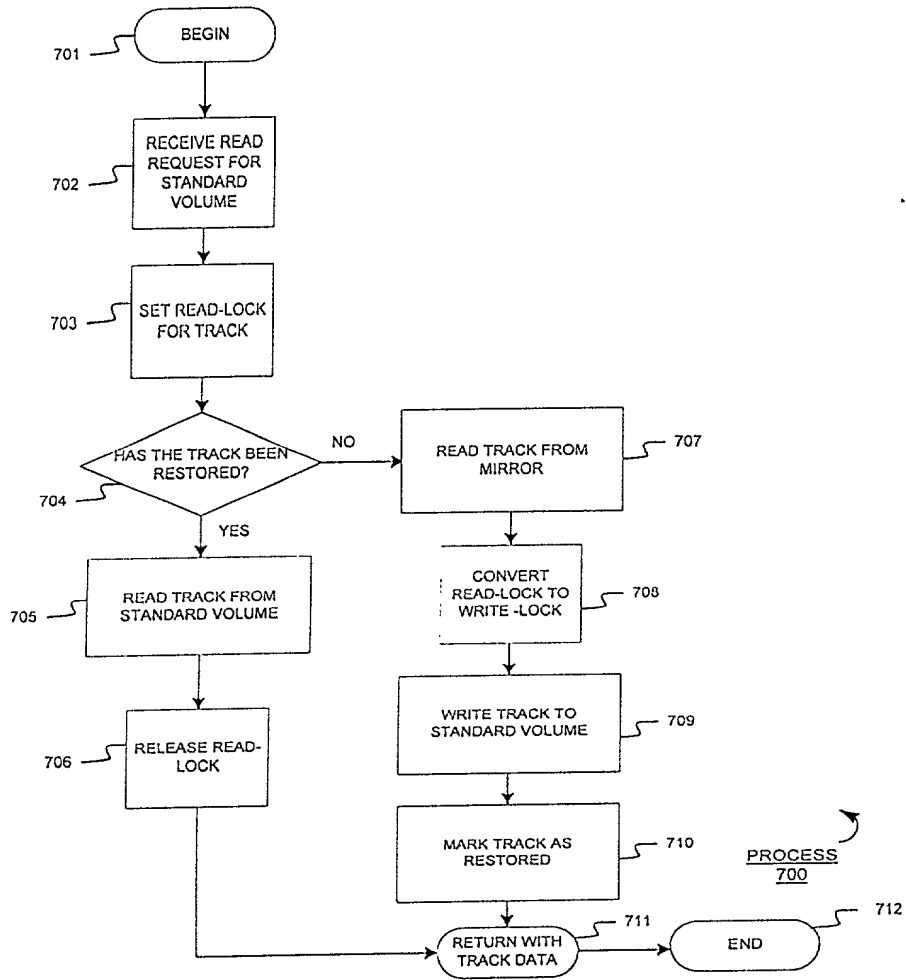 BEGIN
701
RECEIVE READ
REQUEST FOR
STANDARD
VOLUME
702
SET READ-LOCK
FOR TRACK
703
HAS THE TRACK BEEN
RESTORED?
704
NO
YES
READ TRACK FROM
STANDARD VOLUME
705
RELEASE READ-
LOCK
706
READ TRACK FROM
MIRROR
707
CONVERT
READ-LOCK TO
WRITE -LOCK
708
WRITE TRACK TO
STANDARD VOLUME
709
MARK TRACK AS
RESTORED
710
RETURN WITH
TRACK DATA
711
END
712
PROCESS
700